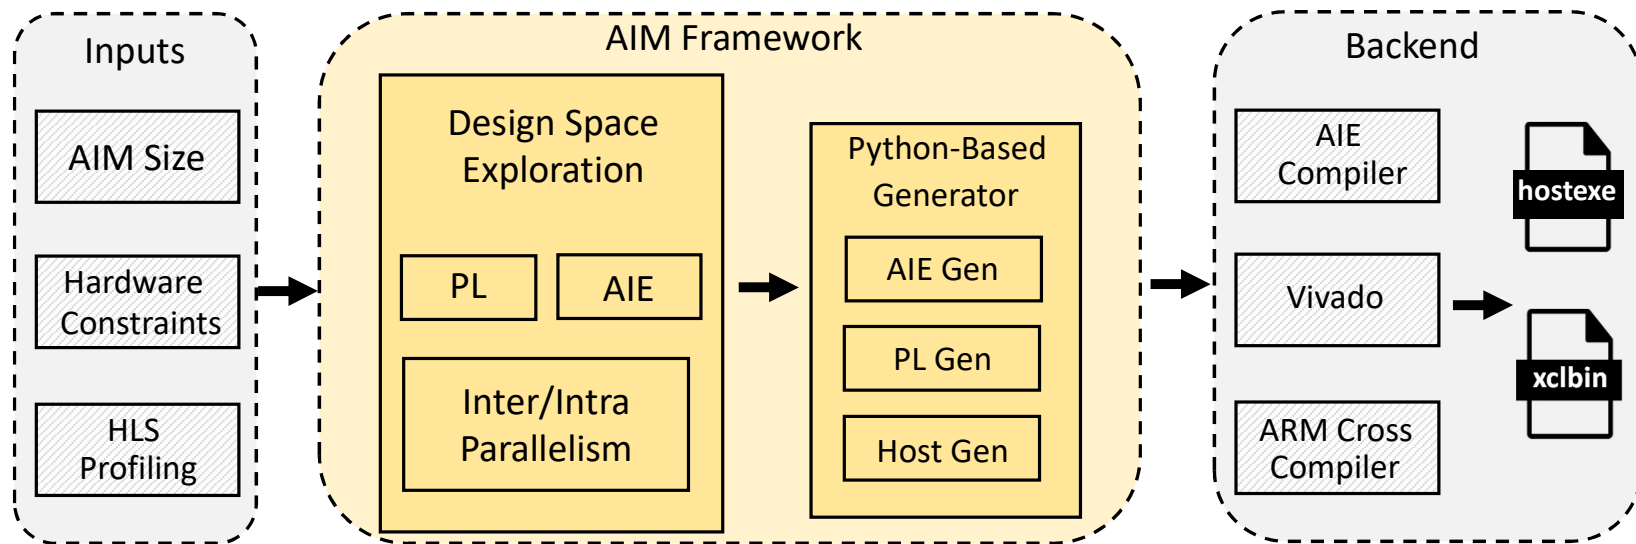 Inputs
AIM Size
Hardware
Constraints
HLS
Profiling
AIM Framework
Design Space
Exploration
PL
AIE
Inter/Intra
Parallelism
Python-Based
Generator
AIE Gen
PL Gen
Host Gen
Backend
AIE
Compiler
Vivado
ARM Cross
Compiler
hostexe
xclbin